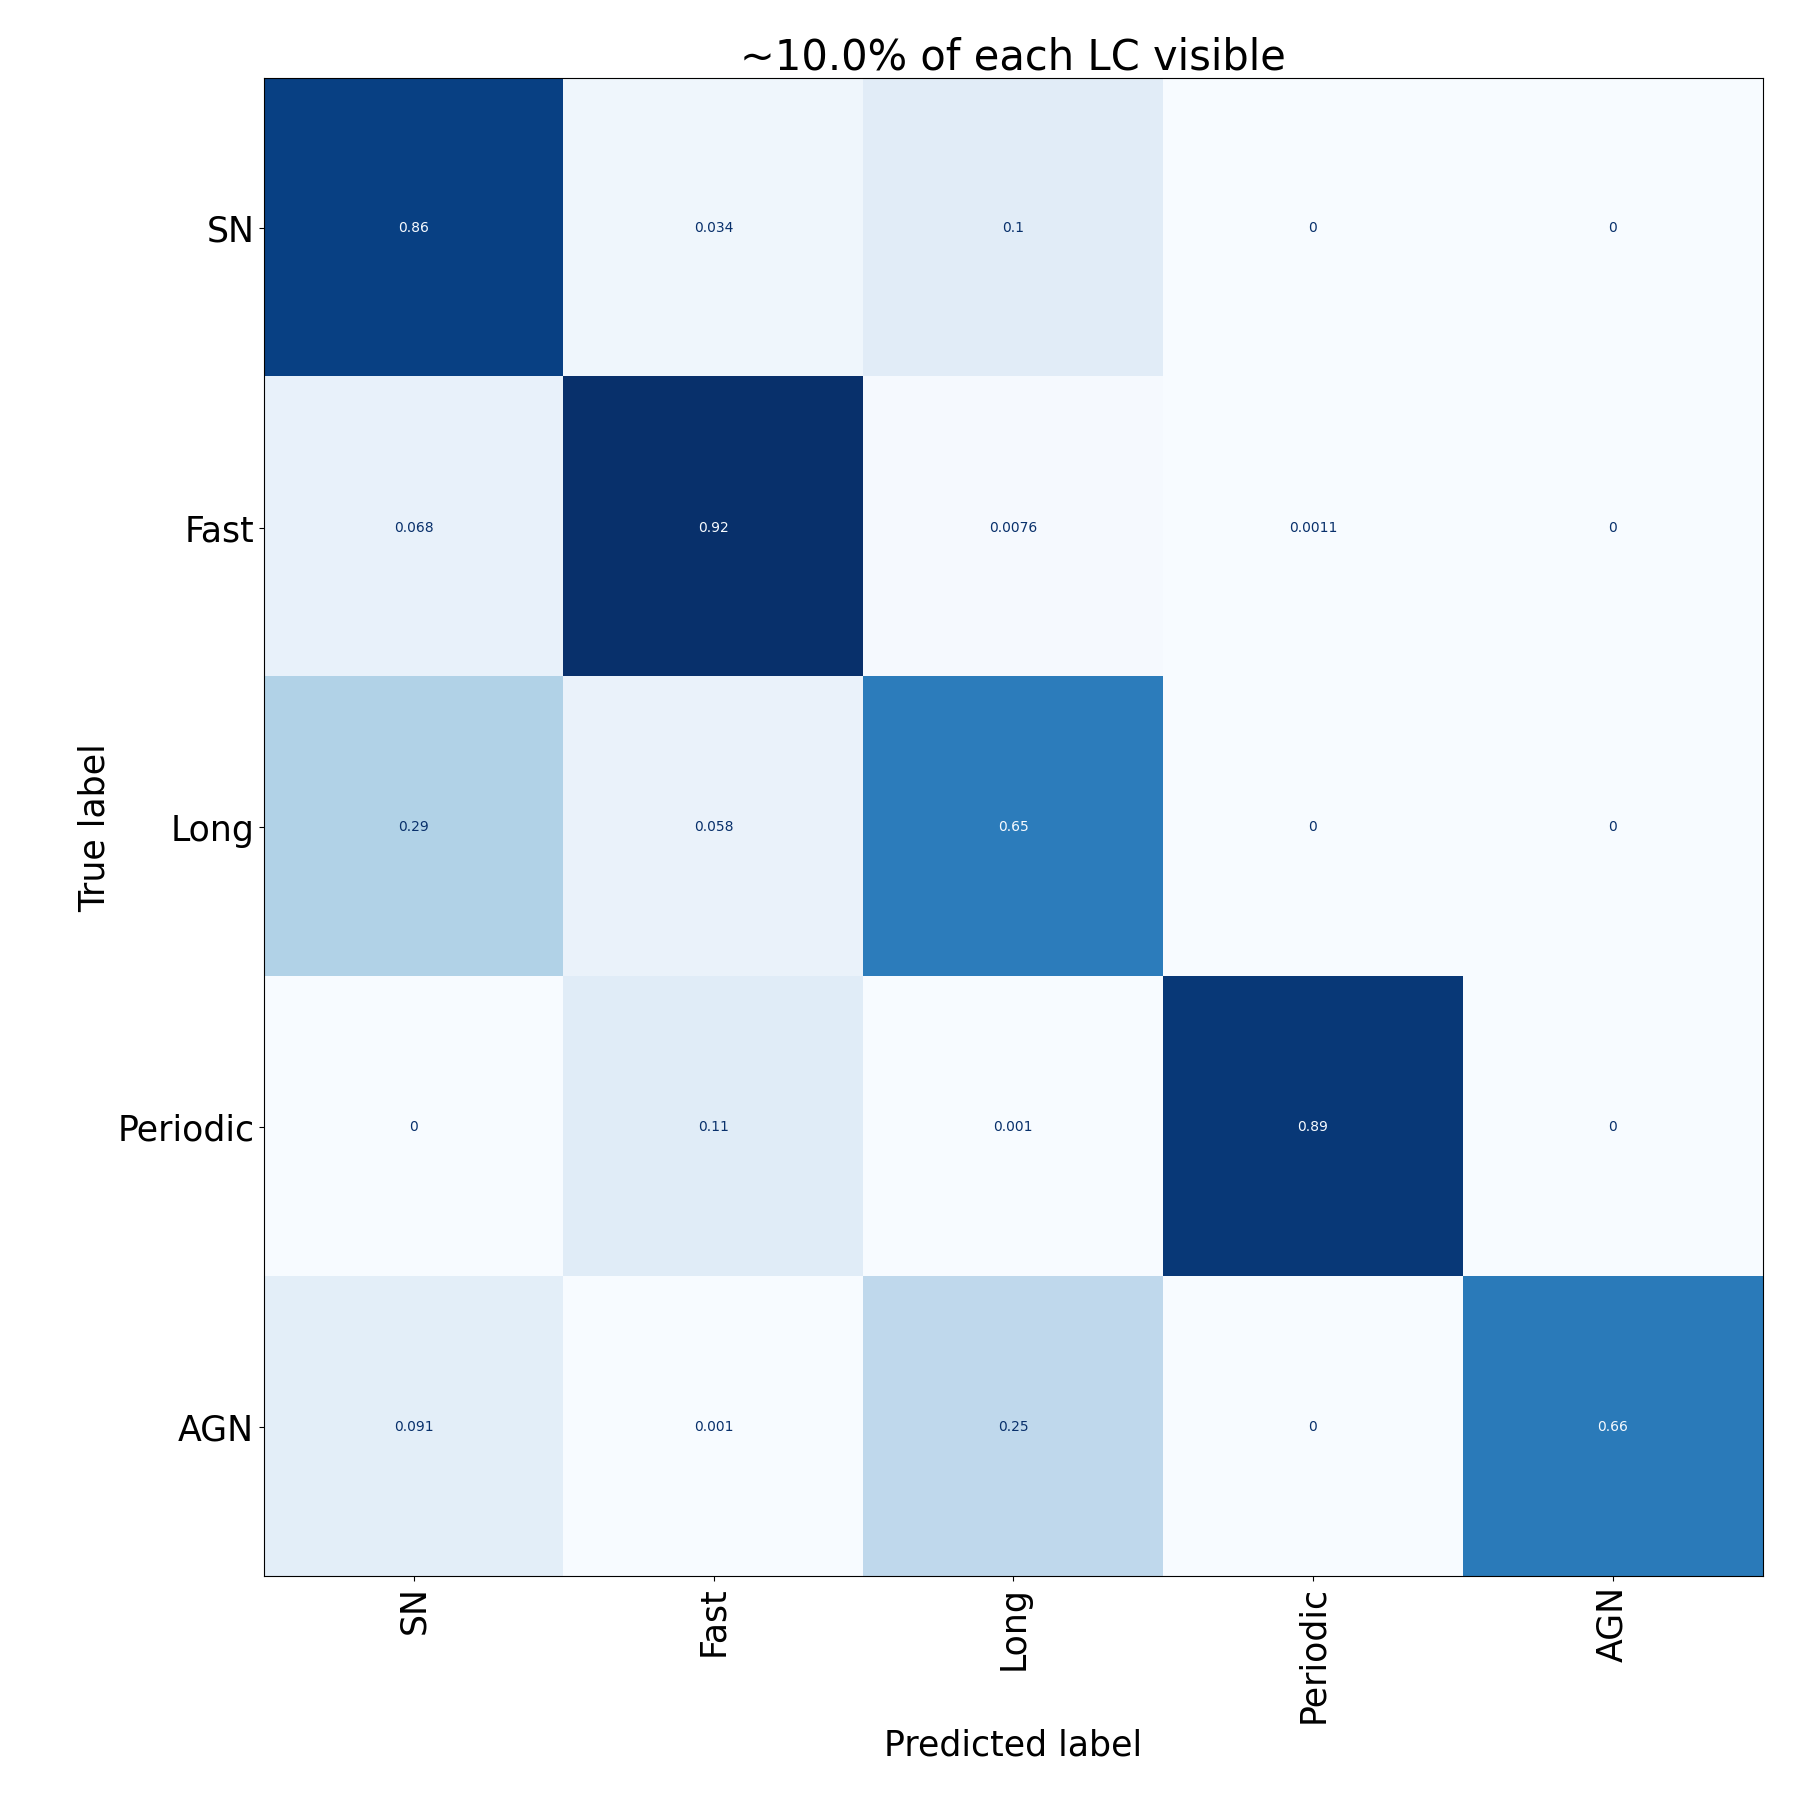 ~10.0% of each LC visible
SN 0.86 0.034 0.1 0 0
Fast 0.068 0.92 0.0076 0.0011 0
Long 0.29 0.058 0.65 0 0
Periodic 0 0.11 0.001 0.89 0
AGN 0.091 0.001 0.25 0 0.66
True label
SN Fast Long Periodic AGN
Predicted label